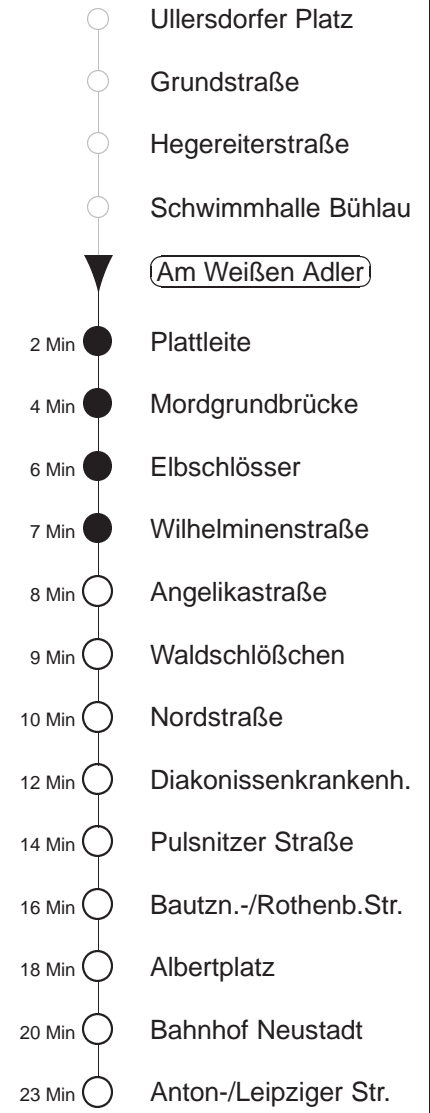 Ullersdorfer Platz
Grundstraße
Hegereiterstraße
Schwimmhalle Bühlau
Am Weißen Adler
2 Min Plattleite
4 Min Mordgrundbrücke
6 Min Elbschlösser
7 Min Wilhelminenstraße
8 Min Angelikastraße
9 Min Waldschlößchen
10 Min Nordstraße
12 Min Diakonissenkrankenh.
14 Min Pulsnitzer Straße
16 Min Bautzn.-/Rothenb.Str.
18 Min Albertplatz
20 Min Bahnhof Neustadt
23 Min Anton-/Leipziger Str.